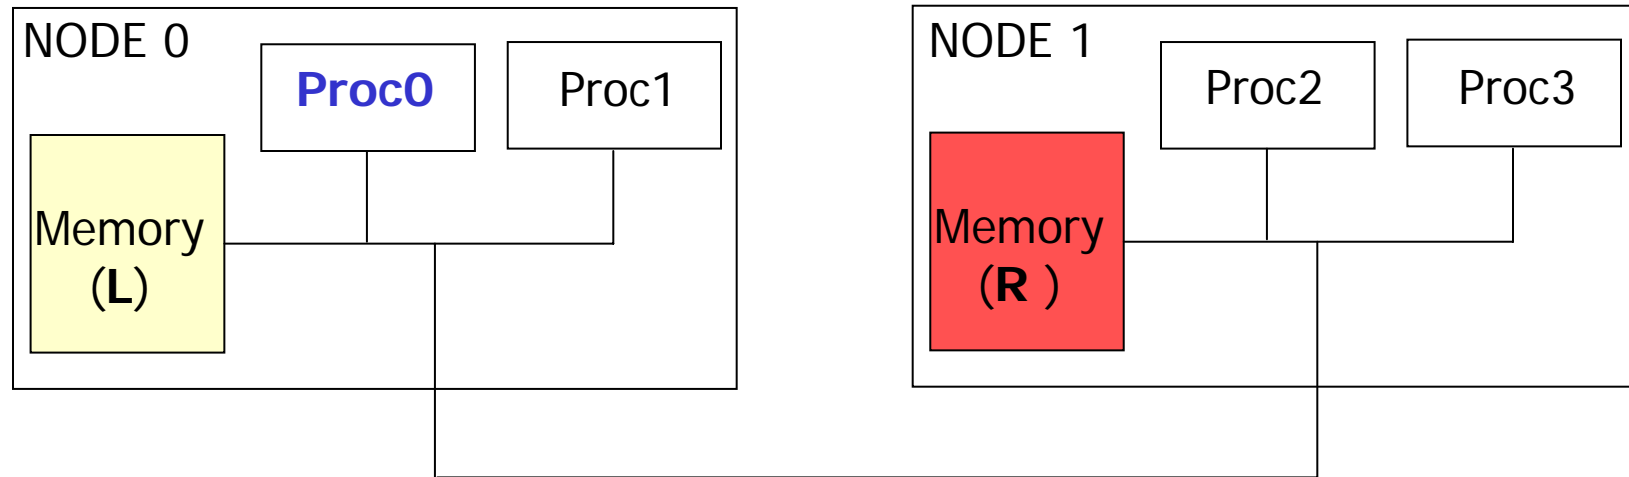 NODE 0
Proc0
Proc1
Memory
(L)
NODE 1
Proc2
Proc3
Memory
(R )